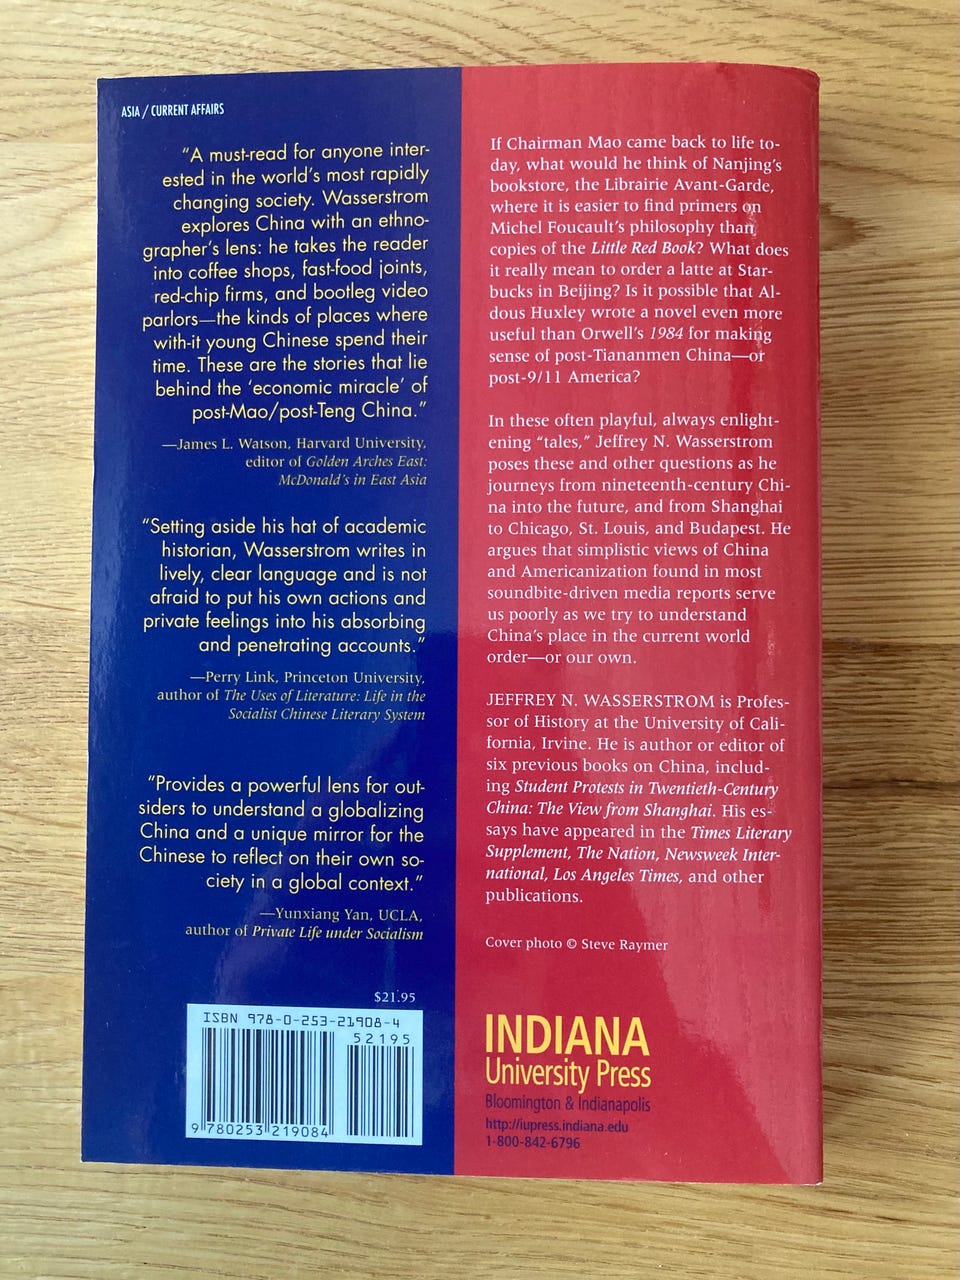 ASIA / CURRENT AFFAIRS
“A must-read for anyone inter-
ested in the world’s most rapidly
changing society. Wasserstrom
explores China with an ethno-
grapher’s lens: he takes the reader
into coffee shops, fast-food joints,
red-chip firms, and bootleg video
parlors—the kinds of places where
with-it young Chinese spend their
time. These are the stories that lie
behind the ‘economic miracle’ of
post-Mao/post-Teng China.”
—James L. Watson, Harvard University,
editor of Golden Arches East:
McDonald’s in East Asia
“Setting aside his hat of academic
historian, Wasserstrom writes in
lively, clear language and is not
afraid to put his own actions and
private feelings into his absorbing
and penetrating accounts.”
—Perry Link, Princeton University,
author of The Uses of Literature: Life in the
Socialist Chinese Literary System
“Provides a powerful lens for out-
siders to understand a globalizing
China and a unique mirror for the
Chinese to reflect on their own so-
ciety in a global context.”
—Yunxiang Yan, UCLA,
author of Private Life under Socialism
$21.95
ISBN 978-0-253-21908-4
52195
9 780253 219084
If Chairman Mao came back to life to-
day, what would he think of Nanjing’s
bookstore, the Librairie Avant-Garde,
where it is easier to find primers on
Michel Foucault’s philosophy than
copies of the Little Red Book? What does
it really mean to order a latte at Star-
bucks in Beijing? Is it possible that Al-
dous Huxley wrote a novel even more
useful than Orwell’s 1984 for making
sense of post-Tiananmen China—or
post-9/11 America?
In these often playful, always enlight-
ening “tales,” Jeffrey N. Wasserstrom
poses these and other questions as he
journeys from nineteenth-century Chi-
na into the future, and from Shanghai
to Chicago, St. Louis, and Budapest. He
argues that simplistic views of China
and Americanization found in most
soundbite-driven media reports serve
us poorly as we try to understand
China’s place in the current world
order—or our own.
JEFFREY N. WASSERSTROM is Profes-
sor of History at the University of Cali-
fornia, Irvine. He is author or editor of
six previous books on China, includ-
ing Student Protests in Twentieth-Century
China: The View from Shanghai. His es-
says have appeared in the Times Literary
Supplement, The Nation, Newsweek Inter-
national, Los Angeles Times, and other
publications.
Cover photo © Steve Raymer
INDIANA
University Press
Bloomington & Indianapolis
http://iupress.indiana.edu
1-800-842-6796